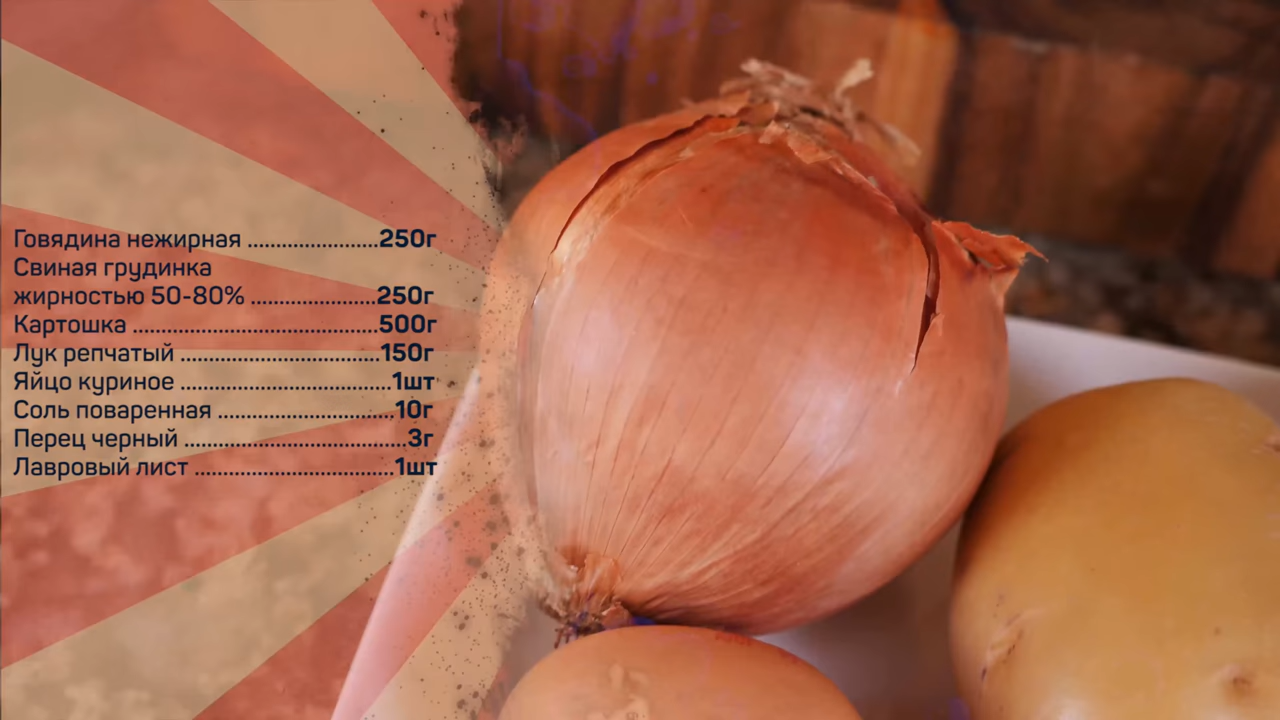 Говядина нежирная ......................250г
Свиная грудинка
жирностью 50-80% .....................250г
Картошка .........................................500г
Лук репчатый .................................150г
Яйцо куриное ...................................1шт
Соль поваренная ..............................10г
Перец черный .....................................3г
Лавровый лист .................................1шт